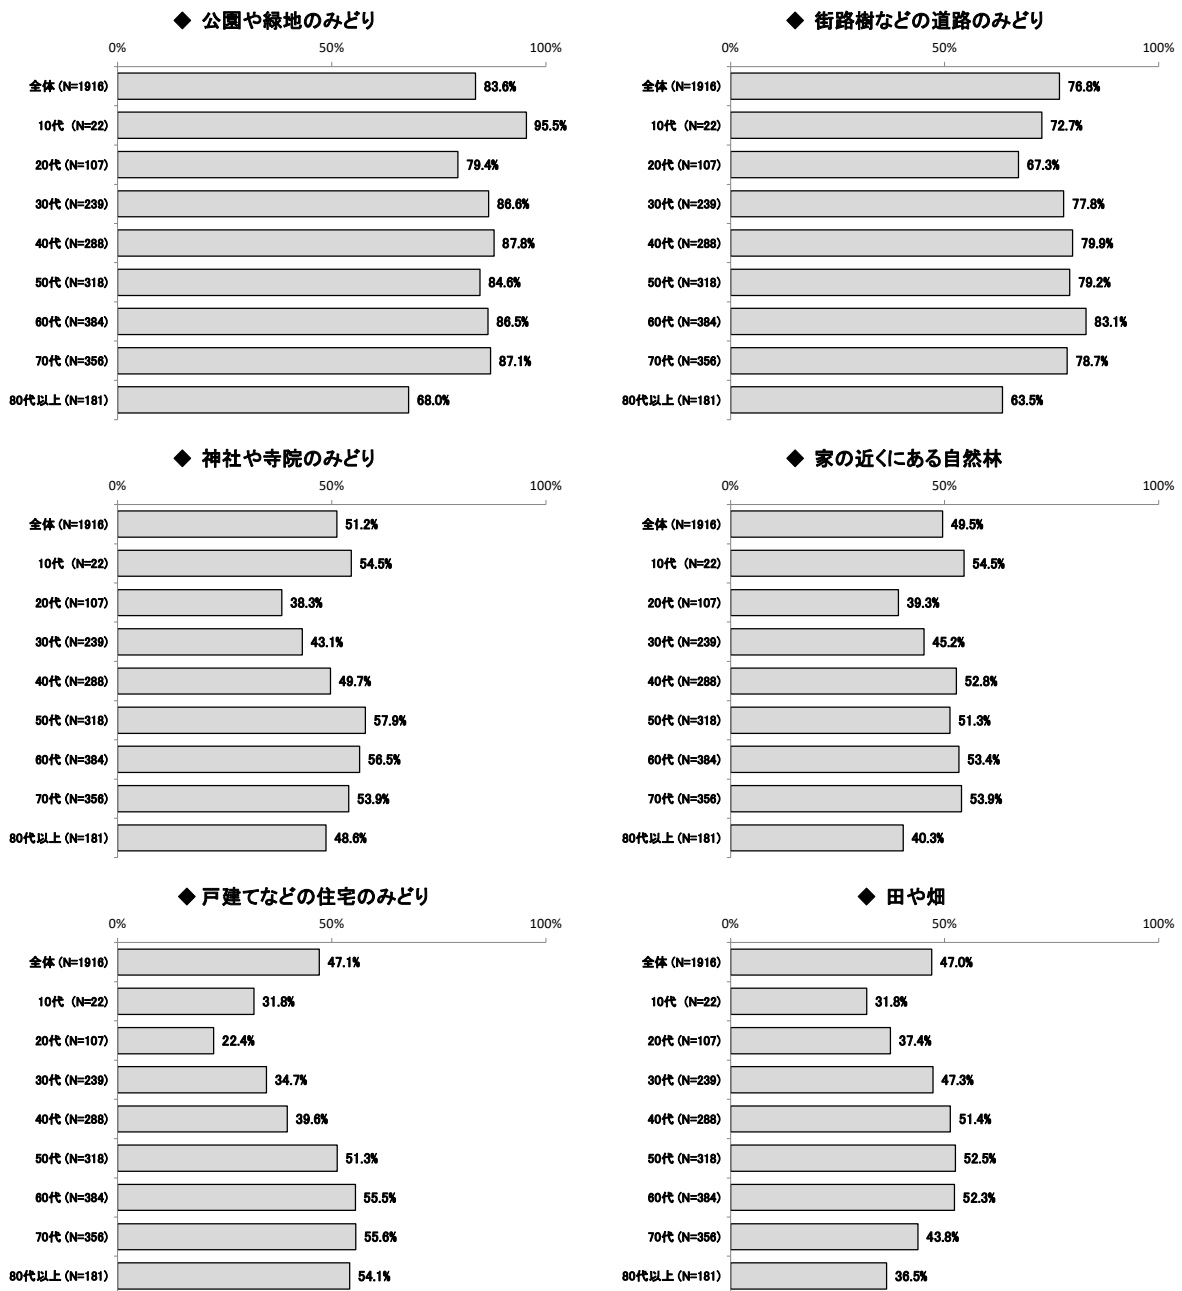 ◆ 公園や緑地のみどり
0% 50% 100%
全体 (N=1916) 83.6%
10代 (N=22) 95.5%
20代 (N=107) 79.4%
30代 (N=239) 86.6%
40代 (N=288) 87.8%
50代 (N=318) 84.6%
60代 (N=384) 86.5%
70代 (N=356) 87.1%
80代以上 (N=181) 68.0%
◆ 街路樹などの道路のみどり
0% 50% 100%
全体 (N=1916) 76.8%
10代 (N=22) 72.7%
20代 (N=107) 67.3%
30代 (N=239) 77.8%
40代 (N=288) 79.9%
50代 (N=318) 79.2%
60代 (N=384) 83.1%
70代 (N=356) 78.7%
80代以上 (N=181) 63.5%
◆ 神社や寺院のみどり
0% 50% 100%
全体 (N=1916) 51.2%
10代 (N=22) 54.5%
20代 (N=107) 38.3%
30代 (N=239) 43.1%
40代 (N=288) 49.7%
50代 (N=318) 57.9%
60代 (N=384) 56.5%
70代 (N=356) 53.9%
80代以上 (N=181) 48.6%
◆ 家の近くにある自然林
0% 50% 100%
全体 (N=1916) 49.5%
10代 (N=22) 54.5%
20代 (N=107) 39.3%
30代 (N=239) 45.2%
40代 (N=288) 52.8%
50代 (N=318) 51.3%
60代 (N=384) 53.4%
70代 (N=356) 53.9%
80代以上 (N=181) 40.3%
◆ 戸建てなどの住宅のみどり
0% 50% 100%
全体 (N=1916) 47.1%
10代 (N=22) 31.8%
20代 (N=107) 22.4%
30代 (N=239) 34.7%
40代 (N=288) 39.6%
50代 (N=318) 51.3%
60代 (N=384) 55.5%
70代 (N=356) 55.6%
80代以上 (N=181) 54.1%
◆ 田や畑
0% 50% 100%
全体 (N=1916) 47.0%
10代 (N=22) 31.8%
20代 (N=107) 37.4%
30代 (N=239) 47.3%
40代 (N=288) 51.4%
50代 (N=318) 52.5%
60代 (N=384) 52.3%
70代 (N=356) 43.8%
80代以上 (N=181) 36.5%